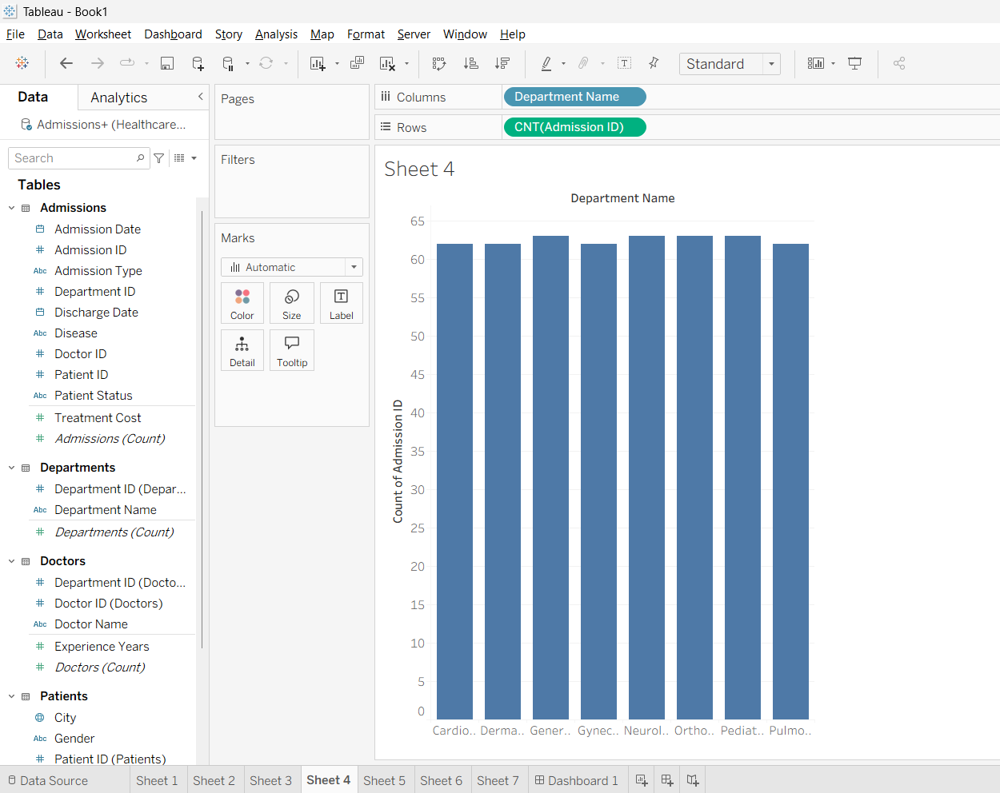 Tableau - Book1
File Data Worksheet Dashboard Story Analysis Map Format Server Window Help
Standard
Data Analytics
Admissions+ (Healthcare...
Search
Tables
Admissions
Admission Date
Admission ID
Abc Admission Type
Department ID
Discharge Date
Abc Disease
Doctor ID
Patient ID
Abc Patient Status
Treatment Cost
Admissions (Count)
Departments
Department ID (Depar...
Abc Department Name
Departments (Count)
Doctors
Department ID (Docto...
Doctor ID (Doctors)
Abc Doctor Name
Experience Years
Doctors (Count)
Patients
City
Abc Gender
Patient ID (Patients)
Pages
Filters
Marks
Automatic
Color Size T Label
Detail Tooltip
Columns Department Name
Rows CNT(Admission ID)
Sheet 4
Department Name
Count of Admission ID
65
60
55
50
45
40
35
30
25
20
15
10
5
0
Cardio.. Derma.. Gener.. Gynec.. Neurol.. Ortho.. Pediat.. Pulmo..
Data Source Sheet 1 Sheet 2 Sheet 3 Sheet 4 Sheet 5 Sheet 6 Sheet 7 Dashboard 1